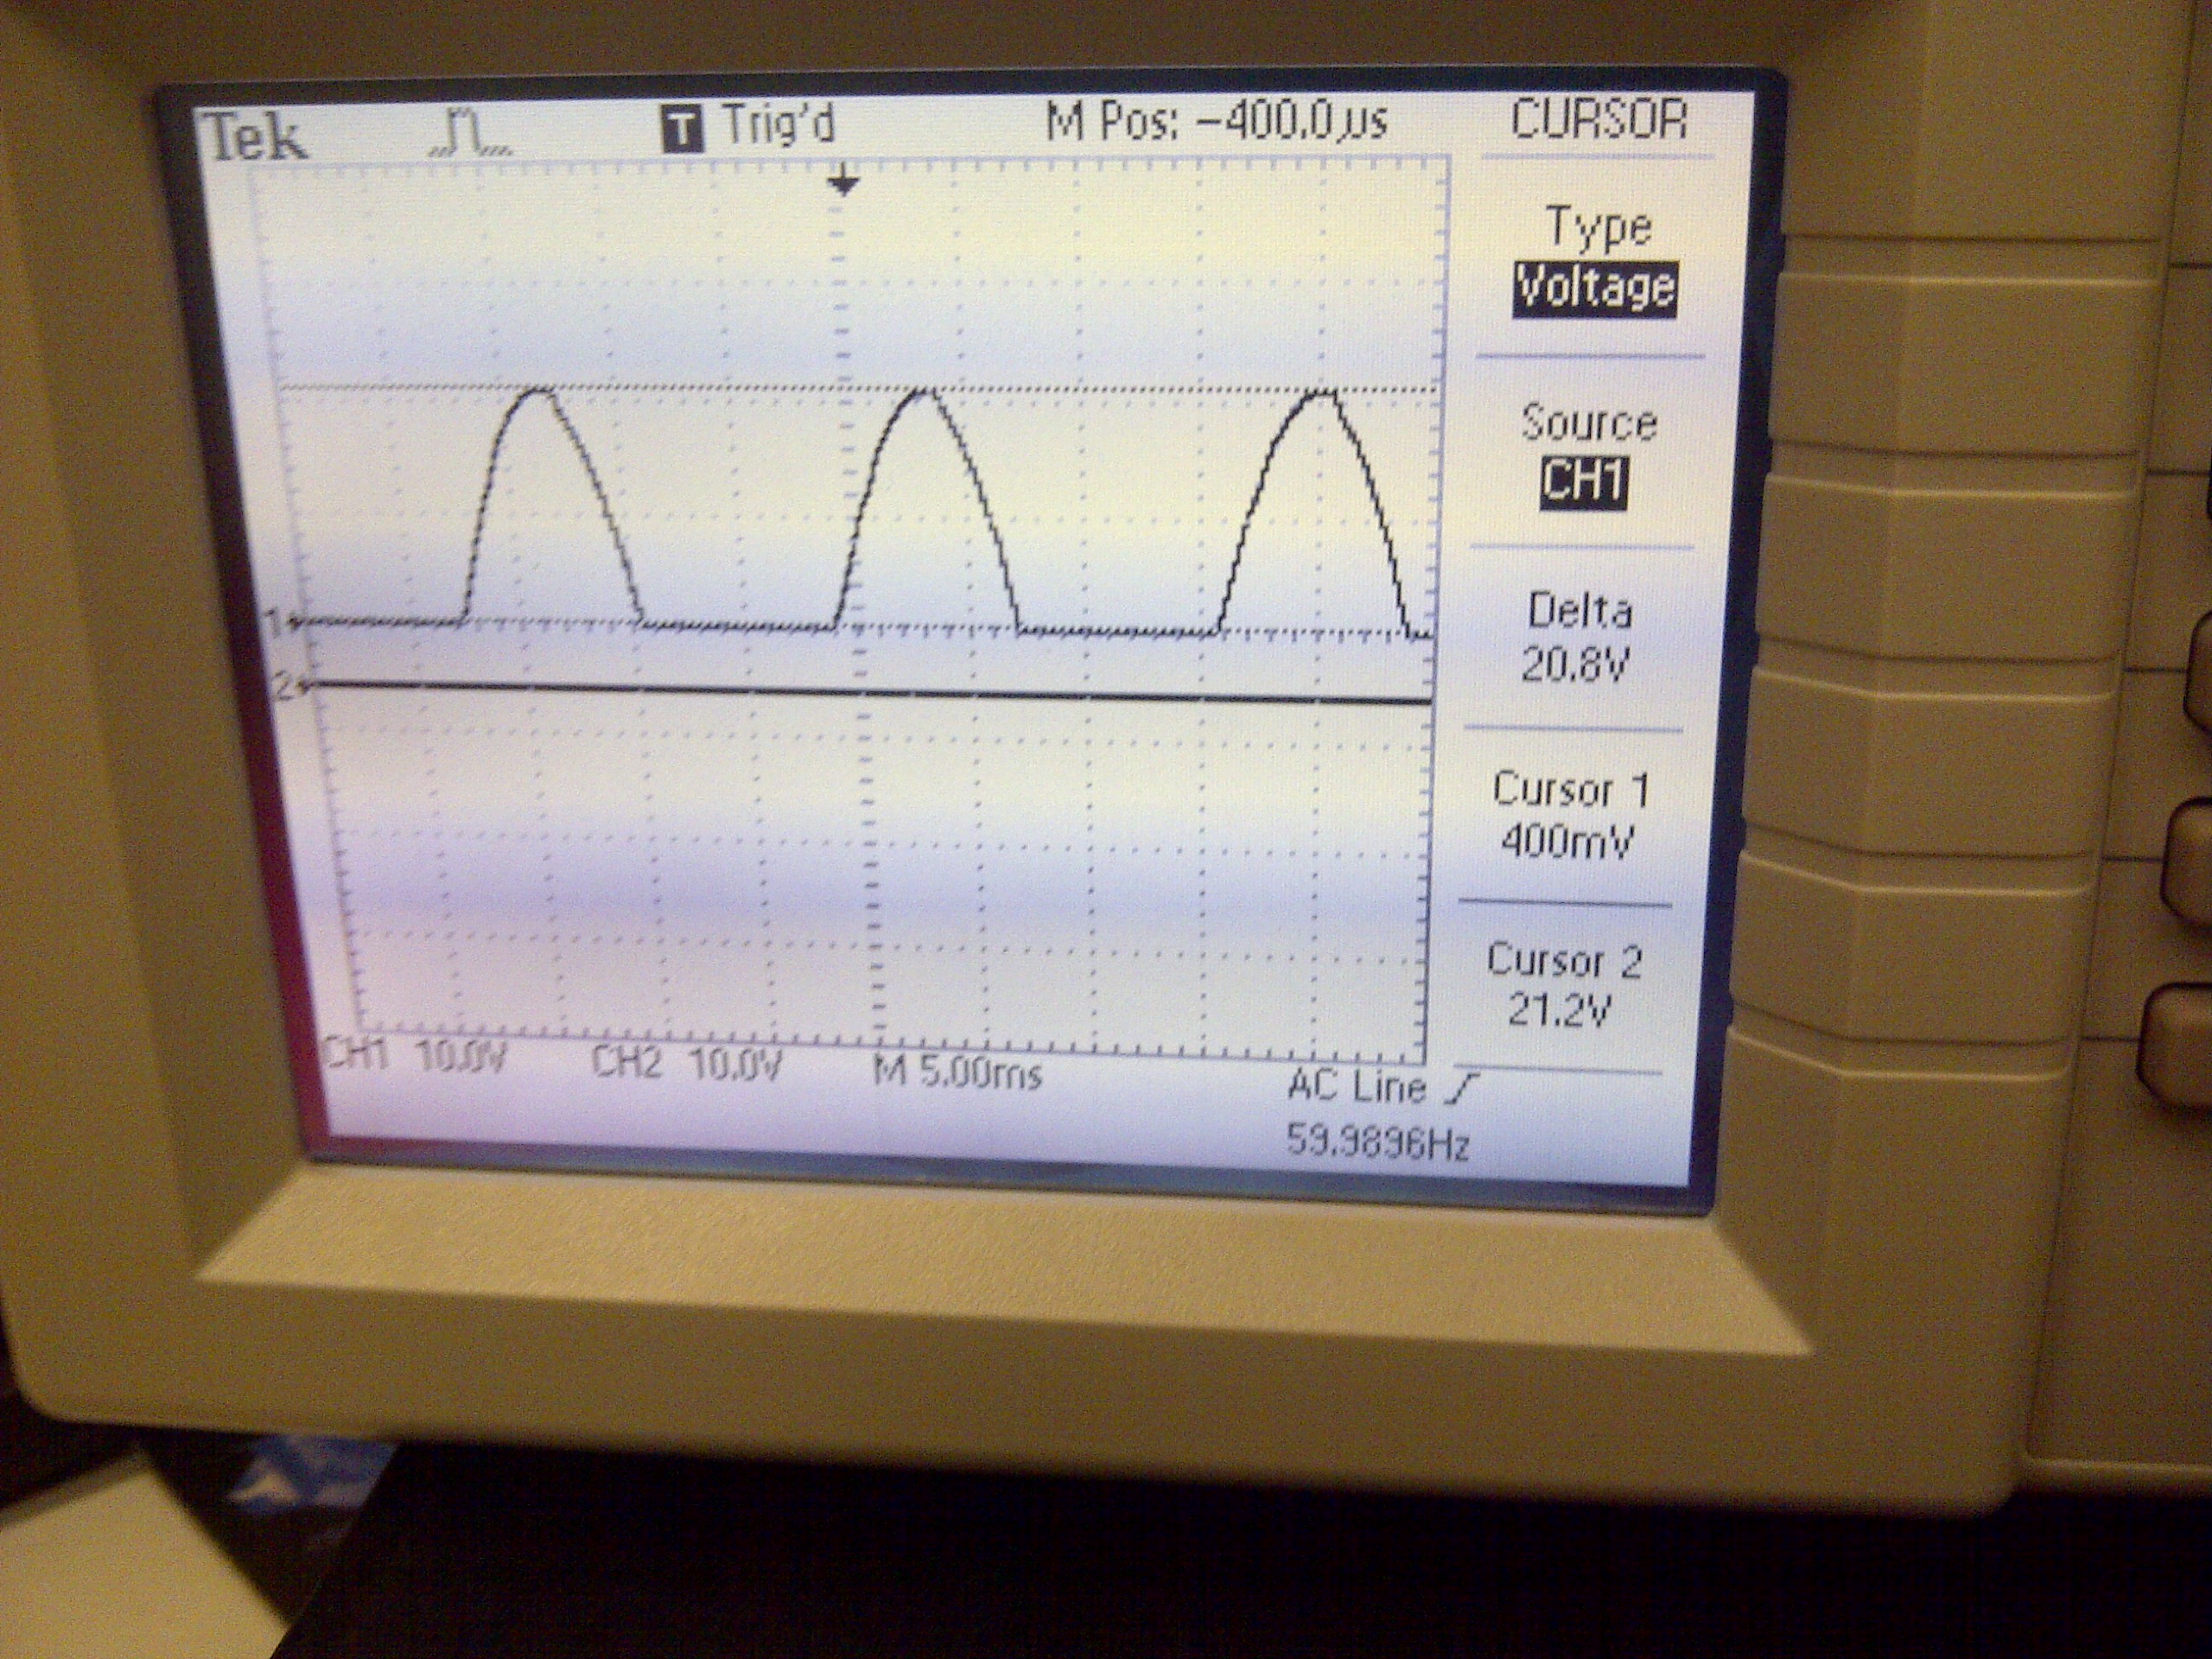 Tek T Trig'd M Pos: -400.0µs CURSOR
Type
Voltage
Source
CH1
Delta
20.8V
Cursor 1
400mV
Cursor 2
21.2V
1
2
CH1 10.0V CH2 10.0V M 5.00ms AC Line
59.9896Hz